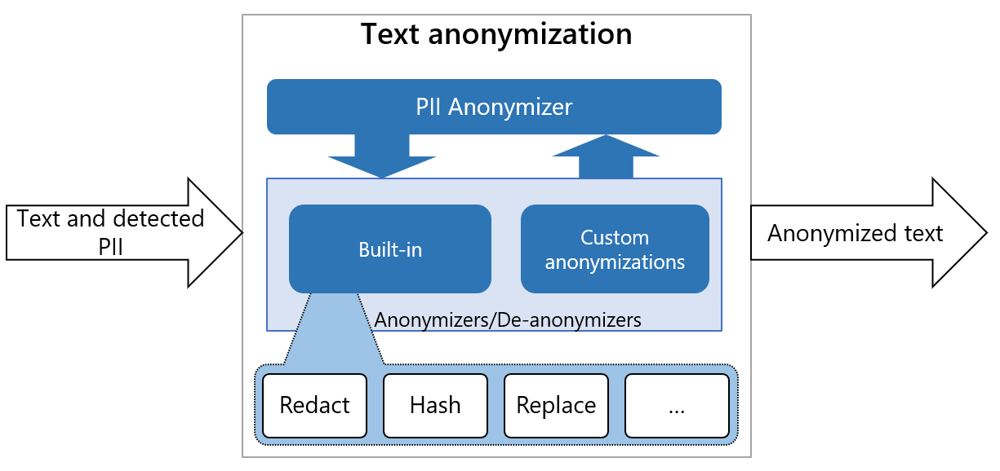 Text anonymization
PII Anonymizer
Text and detected
PII
Built-in
Custom
anonymizations
Anonymized text
Anonymizers/De-anonymizers
Redact
Hash
Replace
...